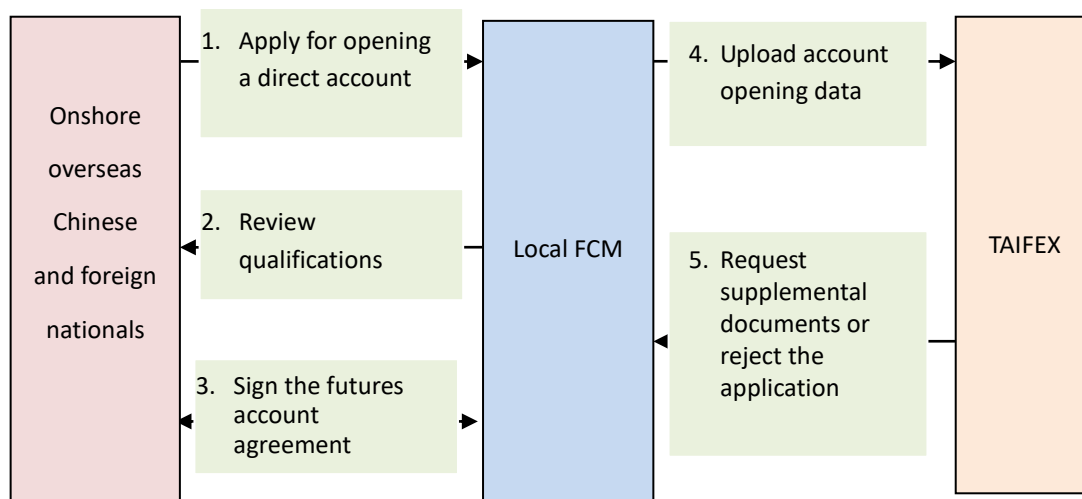 Onshore
overseas
Chinese
and foreign
nationals
1. Apply for opening
a direct account
2. Review
qualifications
3. Sign the futures
account
agreement
Local FCM
4. Upload account
opening data
5. Request
supplemental
documents or
reject the
application
TAIFEX